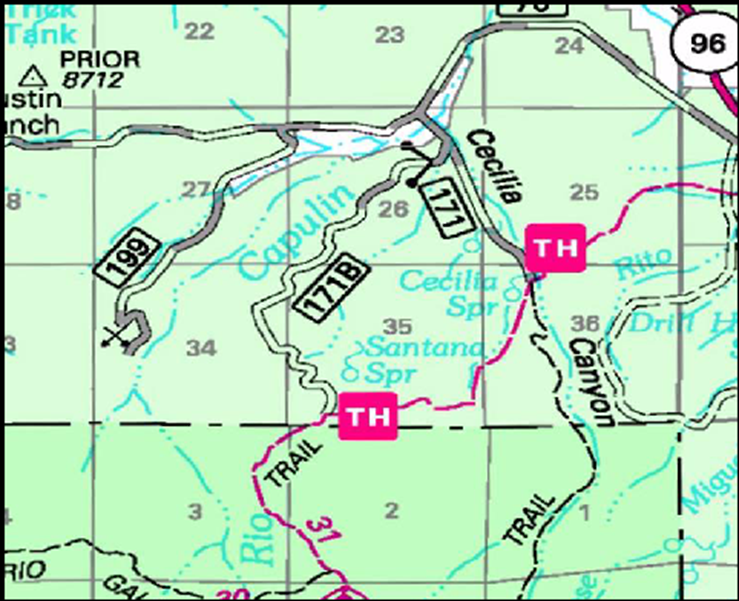 Trick
Tank
22
23
24
96
PRIOR
8712
27
Capulin
26
171
Cecilia
25
199
171B
TH
Rito
Cecilia
Spr
34
35
Santana
Spr
36
Drill H
Canyon
TH
TRAIL
3
2
31
Rio
TRAIL
1
RIO
30